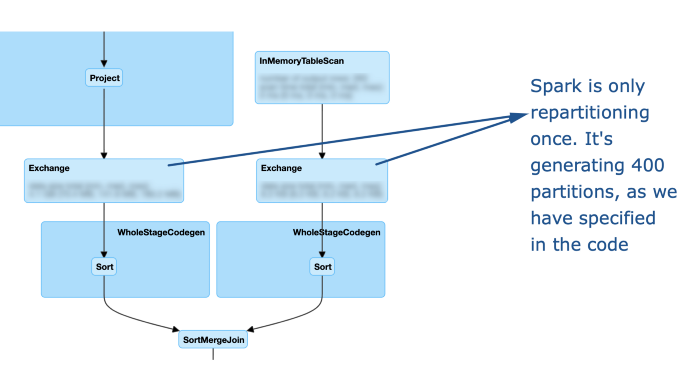 InMemoryTableScan
Project
Spark is only
repartitioning
once. It's
generating 400
partitions, as we
have specified
in the code
Exchange
Exchange
WholeStageCodegen
WholeStageCodegen
Sort
Sort
SortMergeJoin